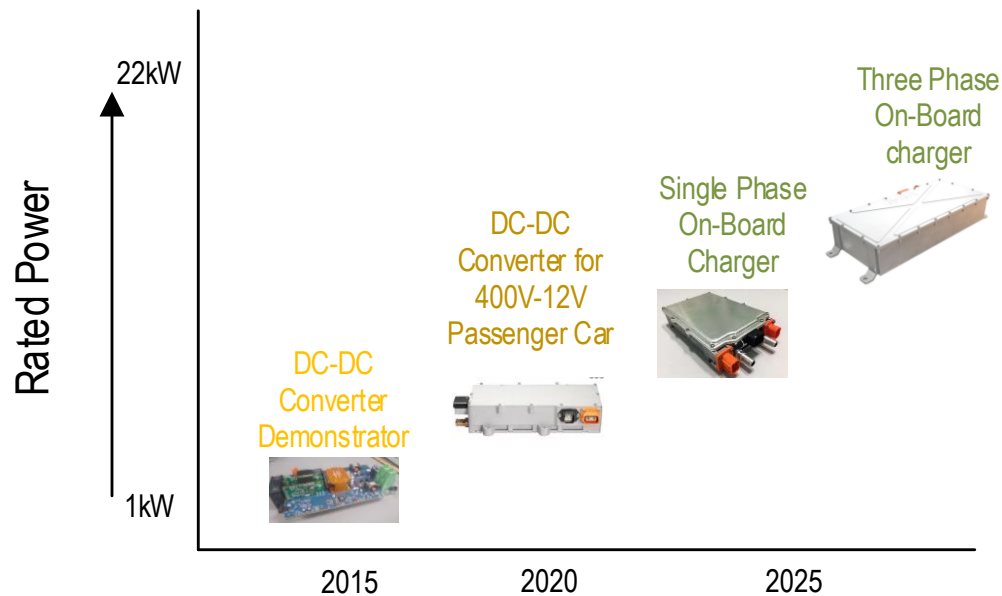 22kW
Rated Power
1kW
DC-DC
Converter
Demonstrator
DC-DC
Converter for
400V-12V
Passenger Car
Single Phase
On-Board
Charger
Three Phase
On-Board
charger
2015
2020
2025